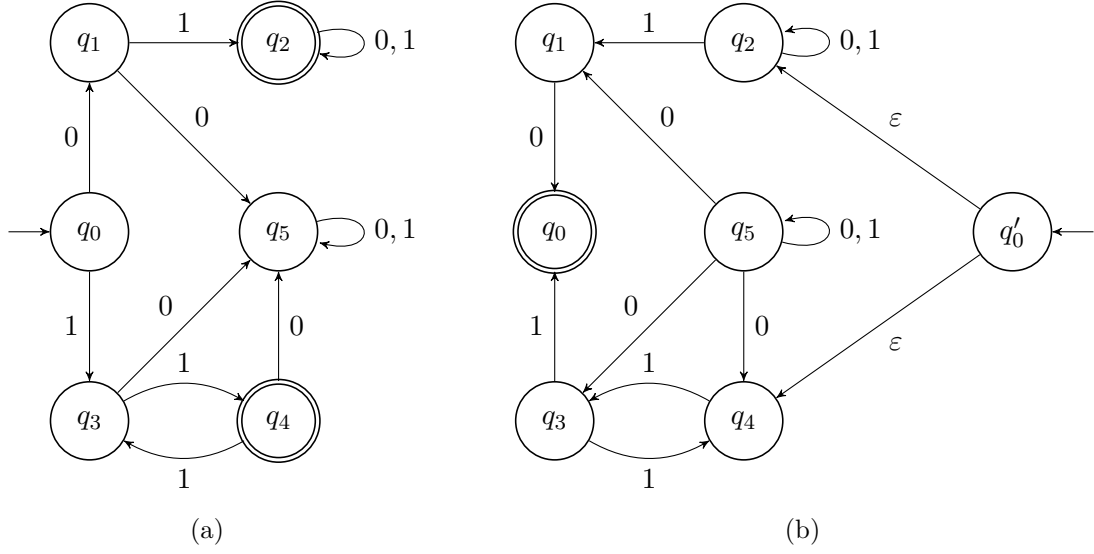 q1 1 q2 0, 1 q1 1 q2 0, 1
0 0 0 0 ε
q0 q5 0, 1 q0 q5 0, 1 q′0
1 0 0 1 0 0 ε
1 1
q3 q4 q3 q4
1 1
(a) (b)